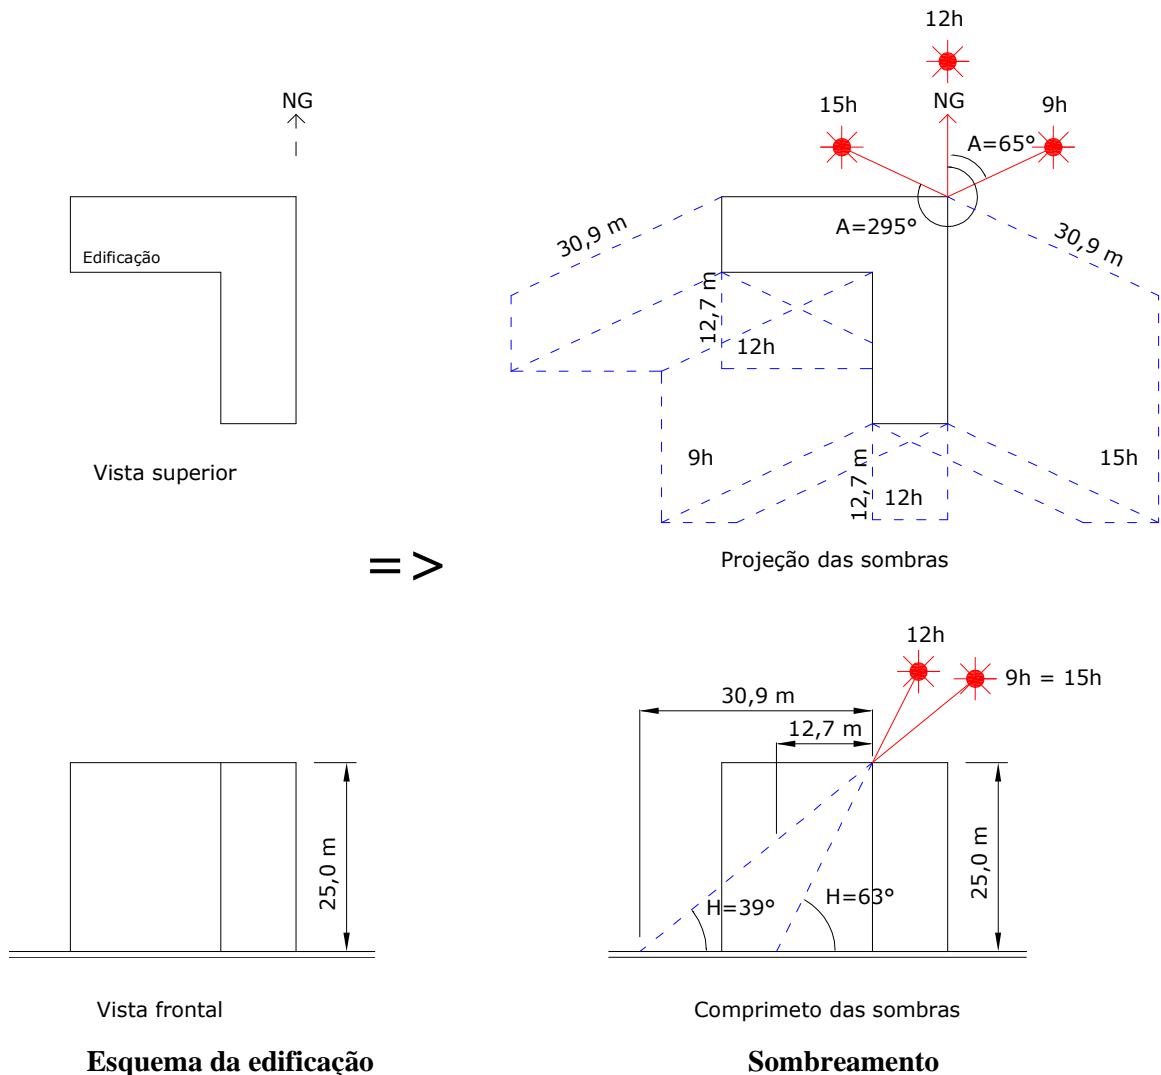 12h
NG
15h
NG
9h
A=65°
A=295°
30,9 m
30,9 m
Edificação
12,7 m
12h
9h
12,7 m
12h
15h
Vista superior
Projeção das sombras
=>
12h
9h = 15h
30,9 m
12,7 m
25,0 m
25,0 m
H=39°
H=63°
Vista frontal
Comprimeto das sombras
Esquema da edificação
Sombreamento